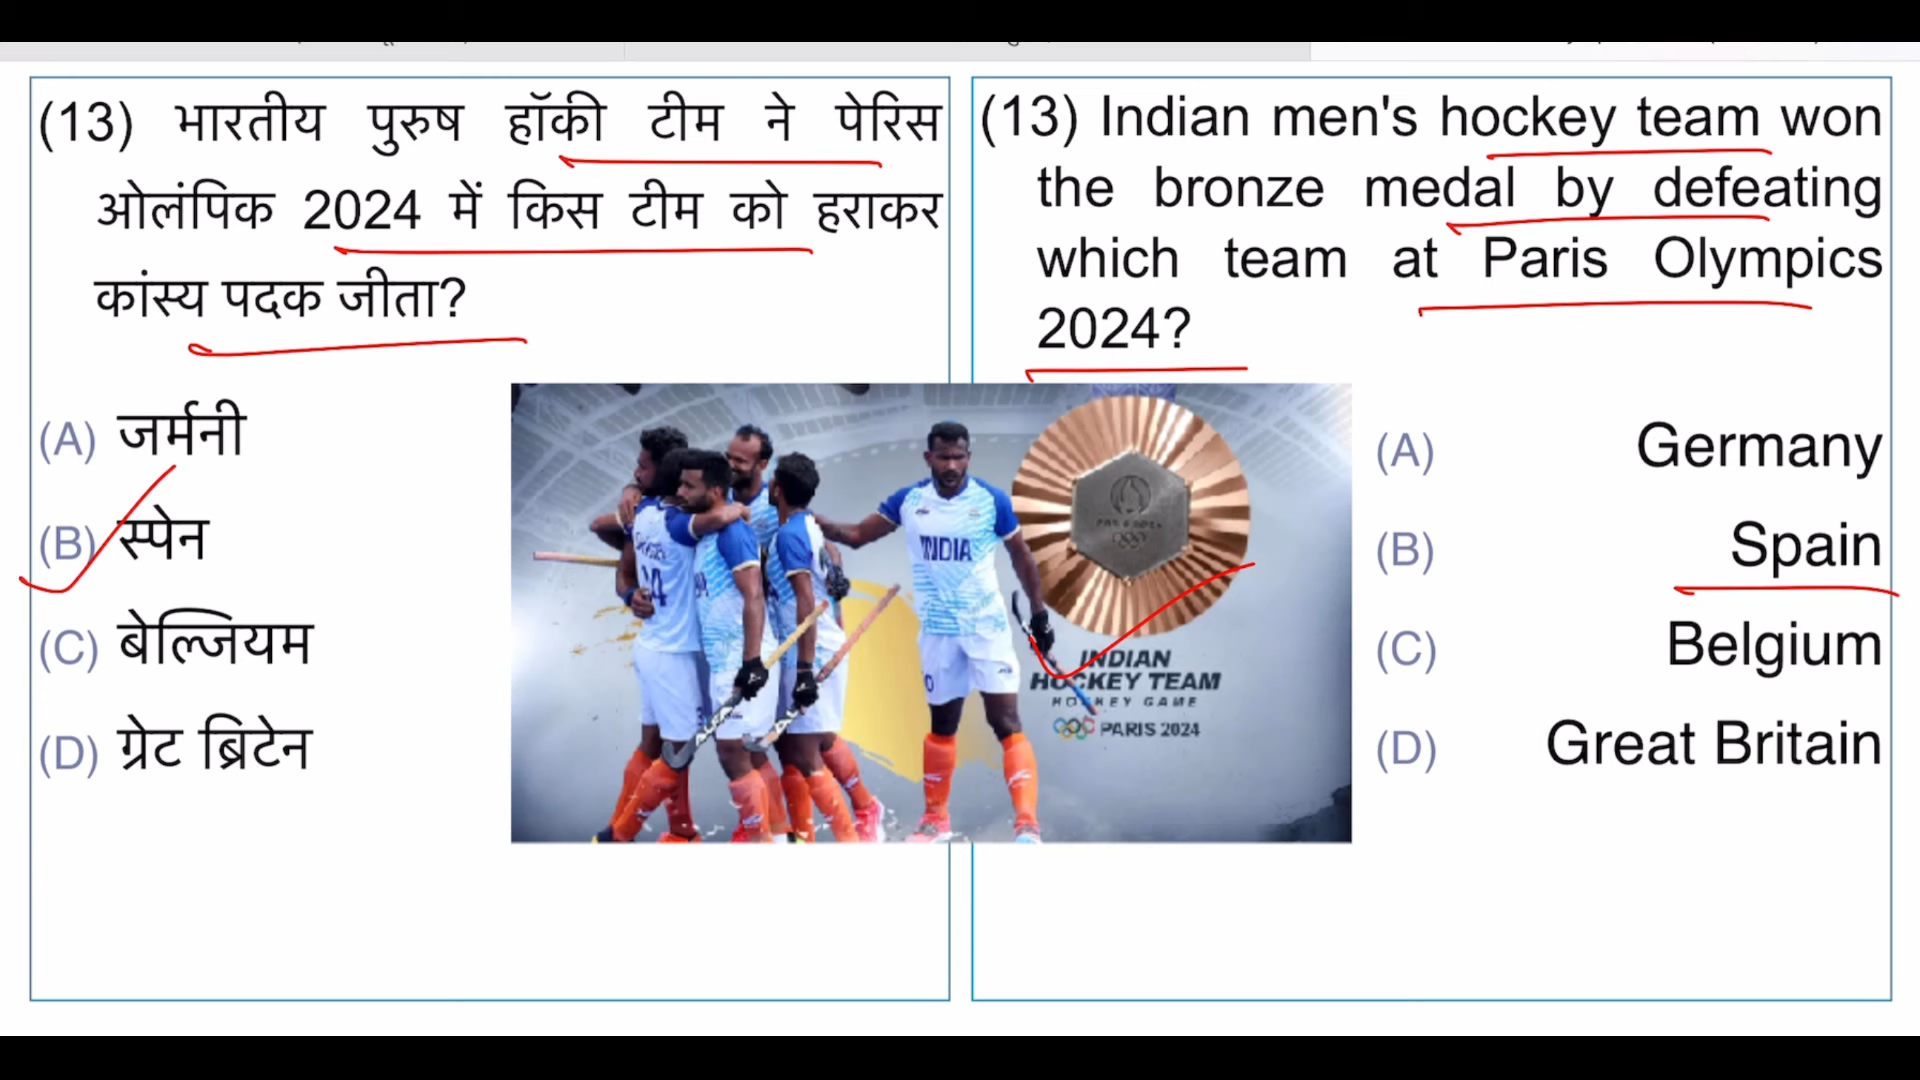 (13) भारतीय पुरुष हॉकी टीम ने पेरिस
ओलंपिक 2024 में किस टीम को हराकर
कांस्य पदक जीता?
(A) जर्मनी
(B) स्पेन
(C) बेल्जियम
(D) ग्रेट ब्रिटेन
(13) Indian men's hockey team won
the bronze medal by defeating
which team at Paris Olympics
2024?
(A) Germany
(B) Spain
(C) Belgium
(D) Great Britain
INDIA
INDIAN
HOCKEY TEAM
HOCKEY GAME
PARIS 2024